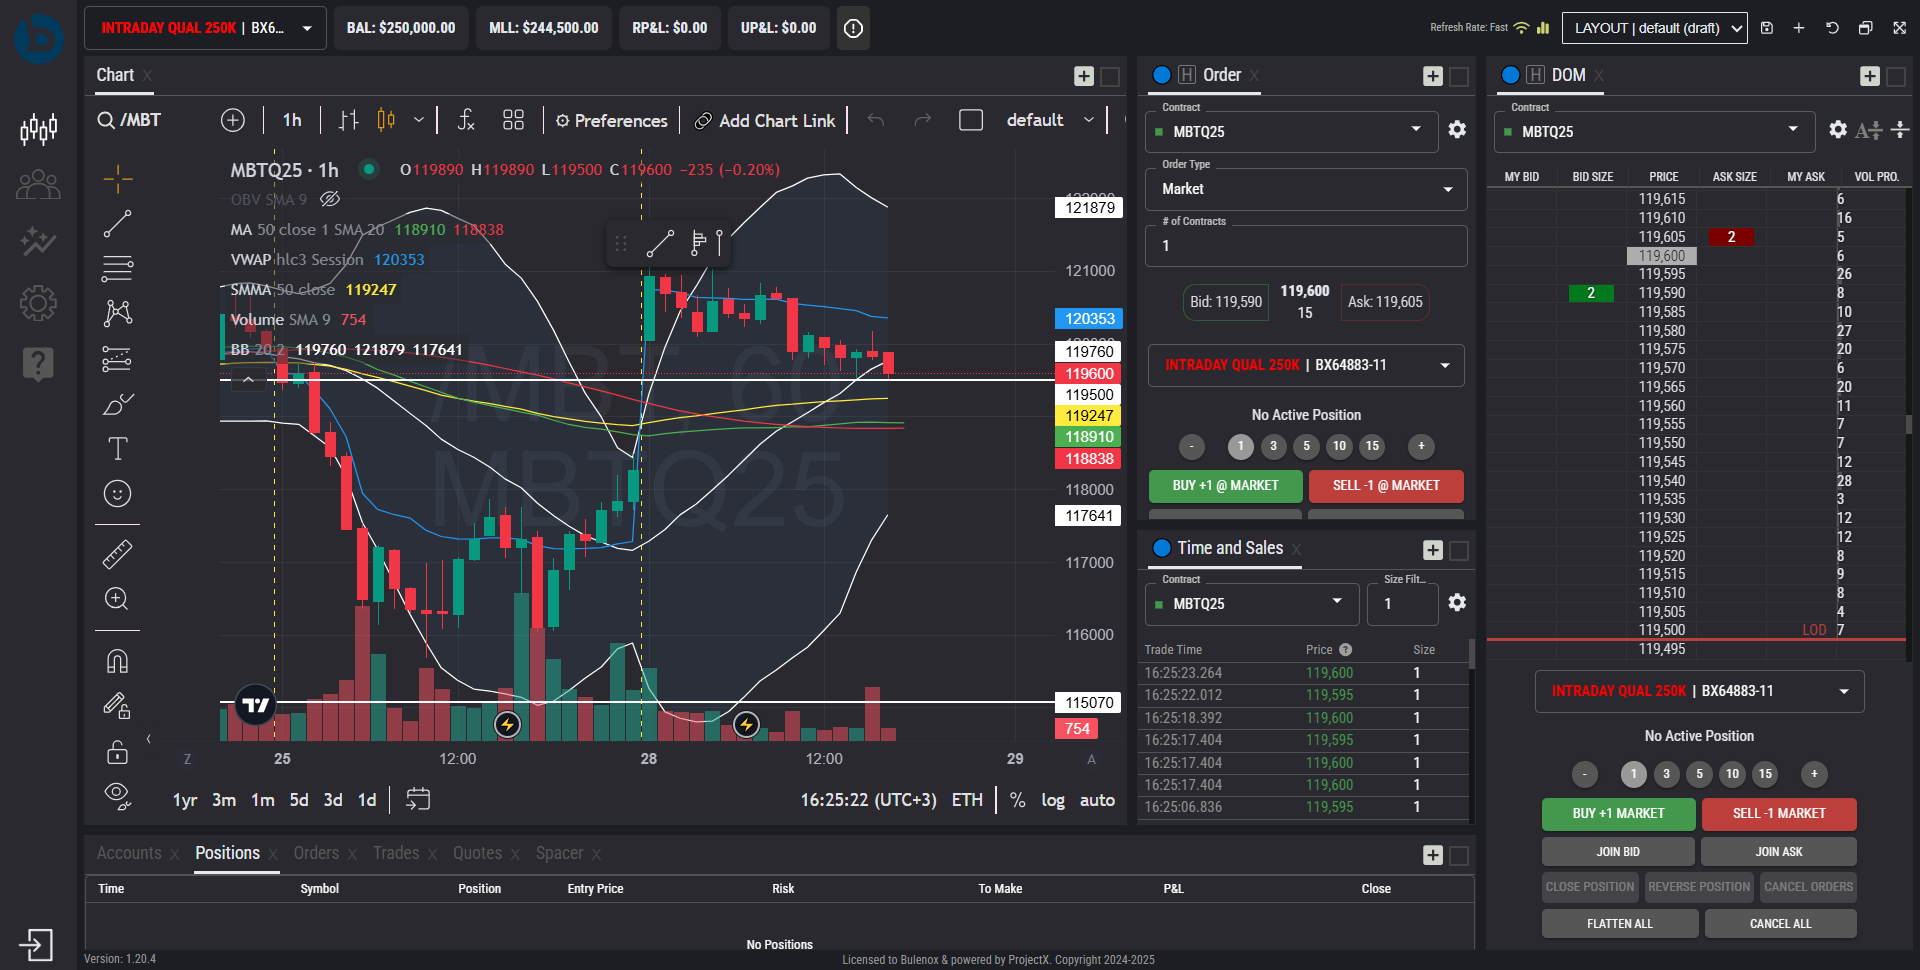 INTRADAY QUAL 250K | BX6...
BAL: $250,000.00
MLL: $244,500.00
RP&L: $0.00
UP&L: $0.00
Refresh Rate: Fast
LAYOUT | default (draft)
Chart X
/MBT
1h
Preferences
Add Chart Link
default
MBTQ25 · 1h
O119890 H119890 L119500 C119600 −235 (−0.20%)
OBV SMA 9
MA 50 close 1 SMA 20 118910 118838
VWAP hlc3 Session 120353
SMMA 50 close 119247
Volume SMA 9 754
BB 20 2 119760 121879 117641
/MBT, 60
MBTQ25
121879
121000
120353
119760
119600
119500
119247
118910
118838
118000
117641
117000
116000
115070
754
Z
25
12:00
28
12:00
29
A
1yr 3m 1m 5d 3d 1d
16:25:22 (UTC+3) ETH % log auto
H Order X
Contract
MBTQ25
Order Type
Market
# of Contracts
1
Bid: 119,590
119,600
15
Ask: 119,605
INTRADAY QUAL 250K | BX64883-11
No Active Position
- 1 3 5 10 15 +
BUY +1 @ MARKET
SELL -1 @ MARKET
Time and Sales X
Contract
MBTQ25
Size Filt...
1
Trade Time Price ? Size
16:25:23.264 119,600 1
16:25:22.012 119,595 1
16:25:18.392 119,600 1
16:25:17.404 119,595 1
16:25:17.404 119,600 1
16:25:17.404 119,600 1
16:25:06.836 119,595 1
H DOM X
Contract
MBTQ25
MY BID BID SIZE PRICE ASK SIZE MY ASK VOL PRO.
119,615 6
119,610 16
119,605 2 5
119,600 6
119,595 26
2 119,590 8
119,585 10
119,580 27
119,575 20
119,570 6
119,565 20
119,560 11
119,555 7
119,550 7
119,545 12
119,540 28
119,535 3
119,530 12
119,525 12
119,520 8
119,515 9
119,510 8
119,505 4
119,500 LOD 7
119,495
INTRADAY QUAL 250K | BX64883-11
No Active Position
- 1 3 5 10 15 +
BUY +1 MARKET
SELL -1 MARKET
JOIN BID
JOIN ASK
CLOSE POSITION
REVERSE POSITION
CANCEL ORDERS
FLATTEN ALL
CANCEL ALL
Accounts X Positions X Orders X Trades X Quotes X Spacer X
Time Symbol Position Entry Price Risk To Make P&L Close
No Positions
Version: 1.20.4
Licensed to Bulenox & powered by ProjectX. Copyright 2024-2025